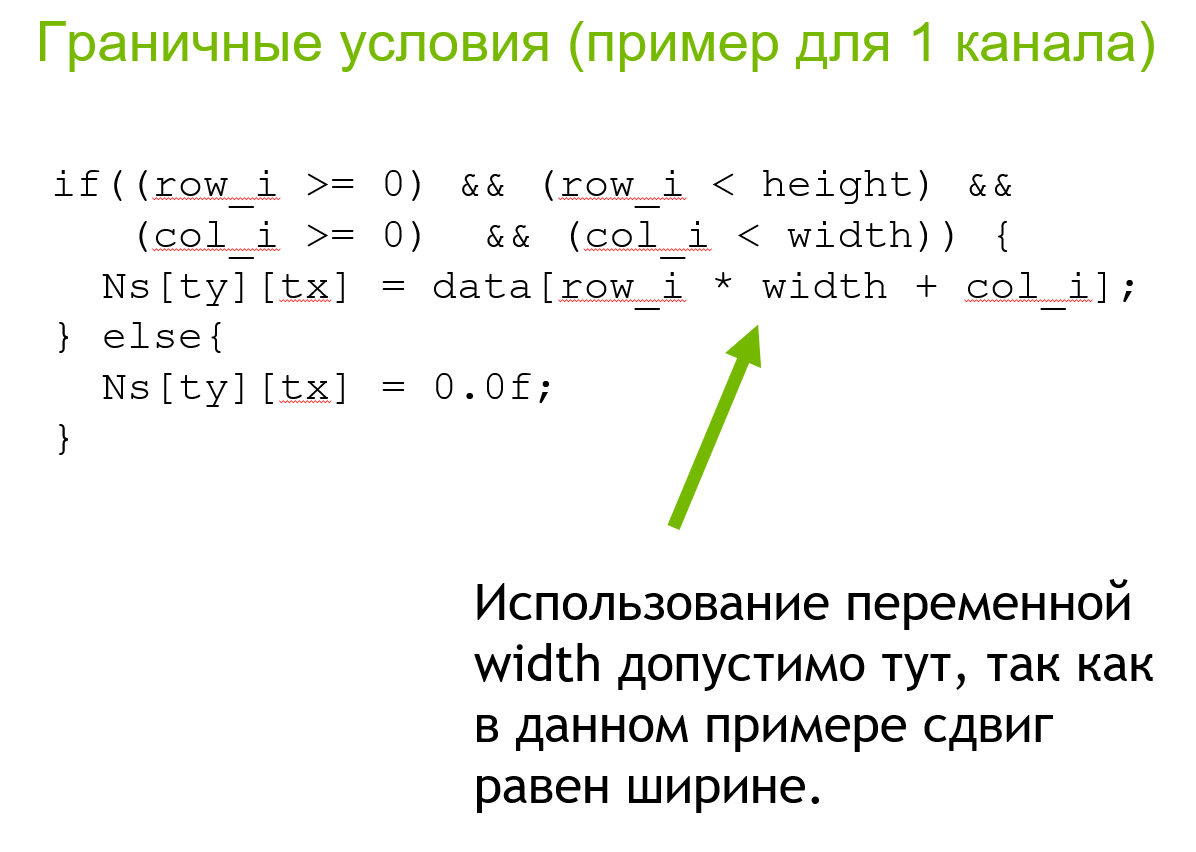 Граничные условия (пример для 1 канала)
if((row_i >= 0) && (row_i < height) &&
(col_i >= 0)  && (col_i < width)) {
Ns[ty][tx] = data[row_i * width + col_i];
} else{
Ns[ty][tx] = 0.0f;
}
Использование переменной
width допустимо тут, так как
в данном примере сдвиг
равен ширине.